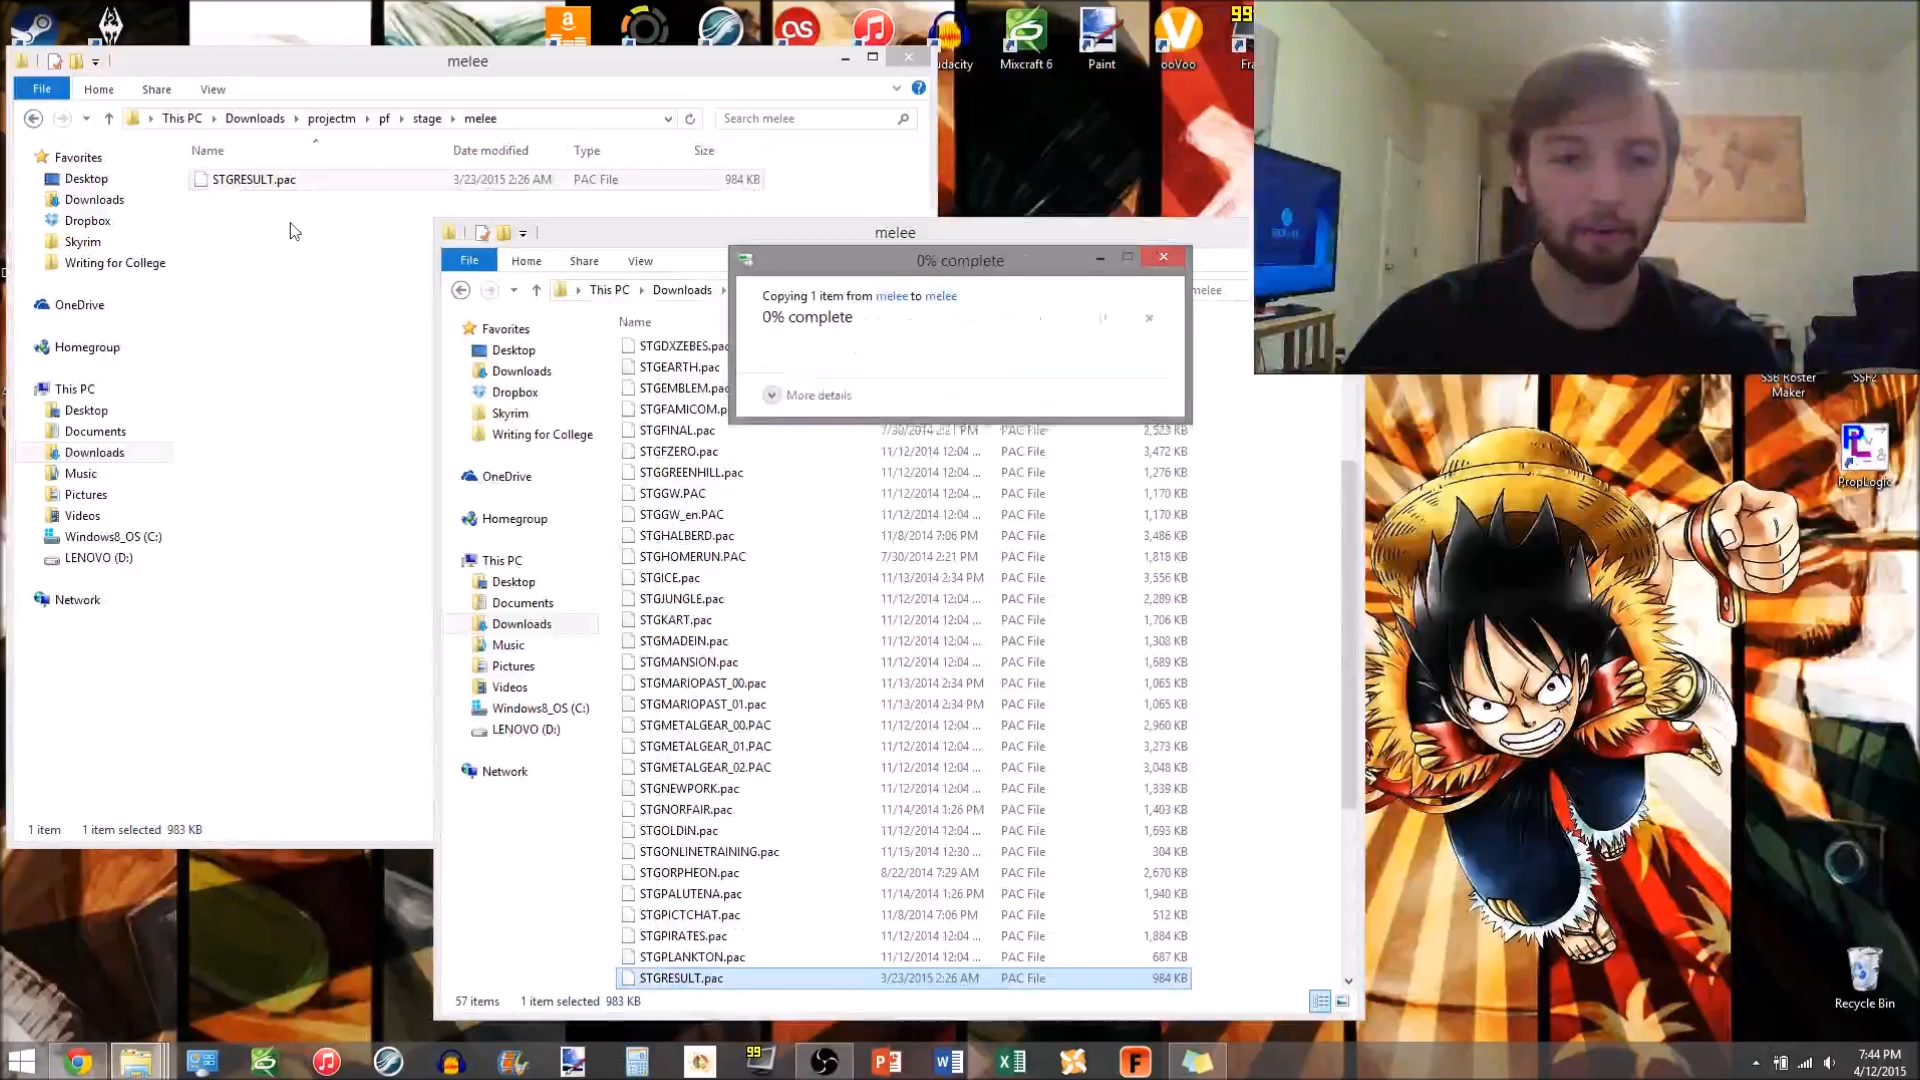 99
udacity
Mixcraft 6
Paint
ooVoo
Fra
melee
File
Home
Share
View
This PC
Downloads
projectm
pf
stage
melee
Search melee
Name
Date modified
Type
Size
STGRESULT.pac
3/23/2015 2:26 AM
PAC File
984 KB
Favorites
Desktop
Downloads
Dropbox
Skyrim
Writing for College
OneDrive
Homegroup
This PC
Desktop
Documents
Downloads
Music
Pictures
Videos
Windows8_OS (C:)
LENOVO (D:)
Network
1 item
1 item selected 983 KB
melee
File
Home
Share
View
This PC
Downloads
melee
Favorites
Desktop
Downloads
Dropbox
Skyrim
Writing for College
OneDrive
Homegroup
This PC
Desktop
Documents
Downloads
Music
Pictures
Videos
Windows8_OS (C:)
LENOVO (D:)
Network
0% complete
Copying 1 item from melee to melee
0% complete
More details
Name
STGDXZEBES.pac
STGEARTH.pac
STGEMBLEM.pac
STGFAMICOM.p
STGFINAL.pac 7/30/2014 2:21 PM PAC File 2,523 KB
STGFZERO.pac 11/12/2014 12:04 ... PAC File 3,472 KB
STGGREENHILL.pac 11/12/2014 12:04 ... PAC File 1,276 KB
STGGW.PAC 11/12/2014 12:04 ... PAC File 1,170 KB
STGGW_en.PAC 11/12/2014 12:04 ... PAC File 1,170 KB
STGHALBERD.pac 11/8/2014 7:06 PM PAC File 3,486 KB
STGHOMERUN.PAC 7/30/2014 2:21 PM PAC File 1,818 KB
STGICE.pac 11/13/2014 2:34 PM PAC File 3,556 KB
STGJUNGLE.pac 11/12/2014 12:04 ... PAC File 2,289 KB
STGKART.pac 11/12/2014 12:04 ... PAC File 1,706 KB
STGMADEIN.pac 11/12/2014 12:04 ... PAC File 1,308 KB
STGMANSION.pac 11/12/2014 12:04 ... PAC File 1,689 KB
STGMARIOPAST_00.pac 11/13/2014 2:34 PM PAC File 1,065 KB
STGMARIOPAST_01.pac 11/13/2014 2:34 PM PAC File 1,065 KB
STGMETALGEAR_00.PAC 11/12/2014 12:04 ... PAC File 2,960 KB
STGMETALGEAR_01.PAC 11/12/2014 12:04 ... PAC File 3,273 KB
STGMETALGEAR_02.PAC 11/12/2014 12:04 ... PAC File 3,048 KB
STGNEWPORK.pac 11/12/2014 12:04 ... PAC File 1,339 KB
STGNORFAIR.pac 11/14/2014 1:26 PM PAC File 1,403 KB
STGOLDIN.pac 11/12/2014 12:04 ... PAC File 1,693 KB
STGONLINETRAINING.pac 11/15/2014 12:30 ... PAC File 304 KB
STGORPHEON.pac 8/22/2014 7:29 AM PAC File 2,670 KB
STGPALUTENA.pac 11/14/2014 1:26 PM PAC File 1,940 KB
STGPICTCHAT.pac 11/8/2014 7:06 PM PAC File 512 KB
STGPIRATES.pac 11/12/2014 12:04 ... PAC File 1,884 KB
STGPLANKTON.pac 11/12/2014 12:04 ... PAC File 687 KB
STGRESULT.pac 3/23/2015 2:26 AM PAC File 984 KB
57 items
1 item selected 983 KB
SSB Roster
Maker
SSF2
PropLogic
Recycle Bin
99
7:44 PM
4/12/2015